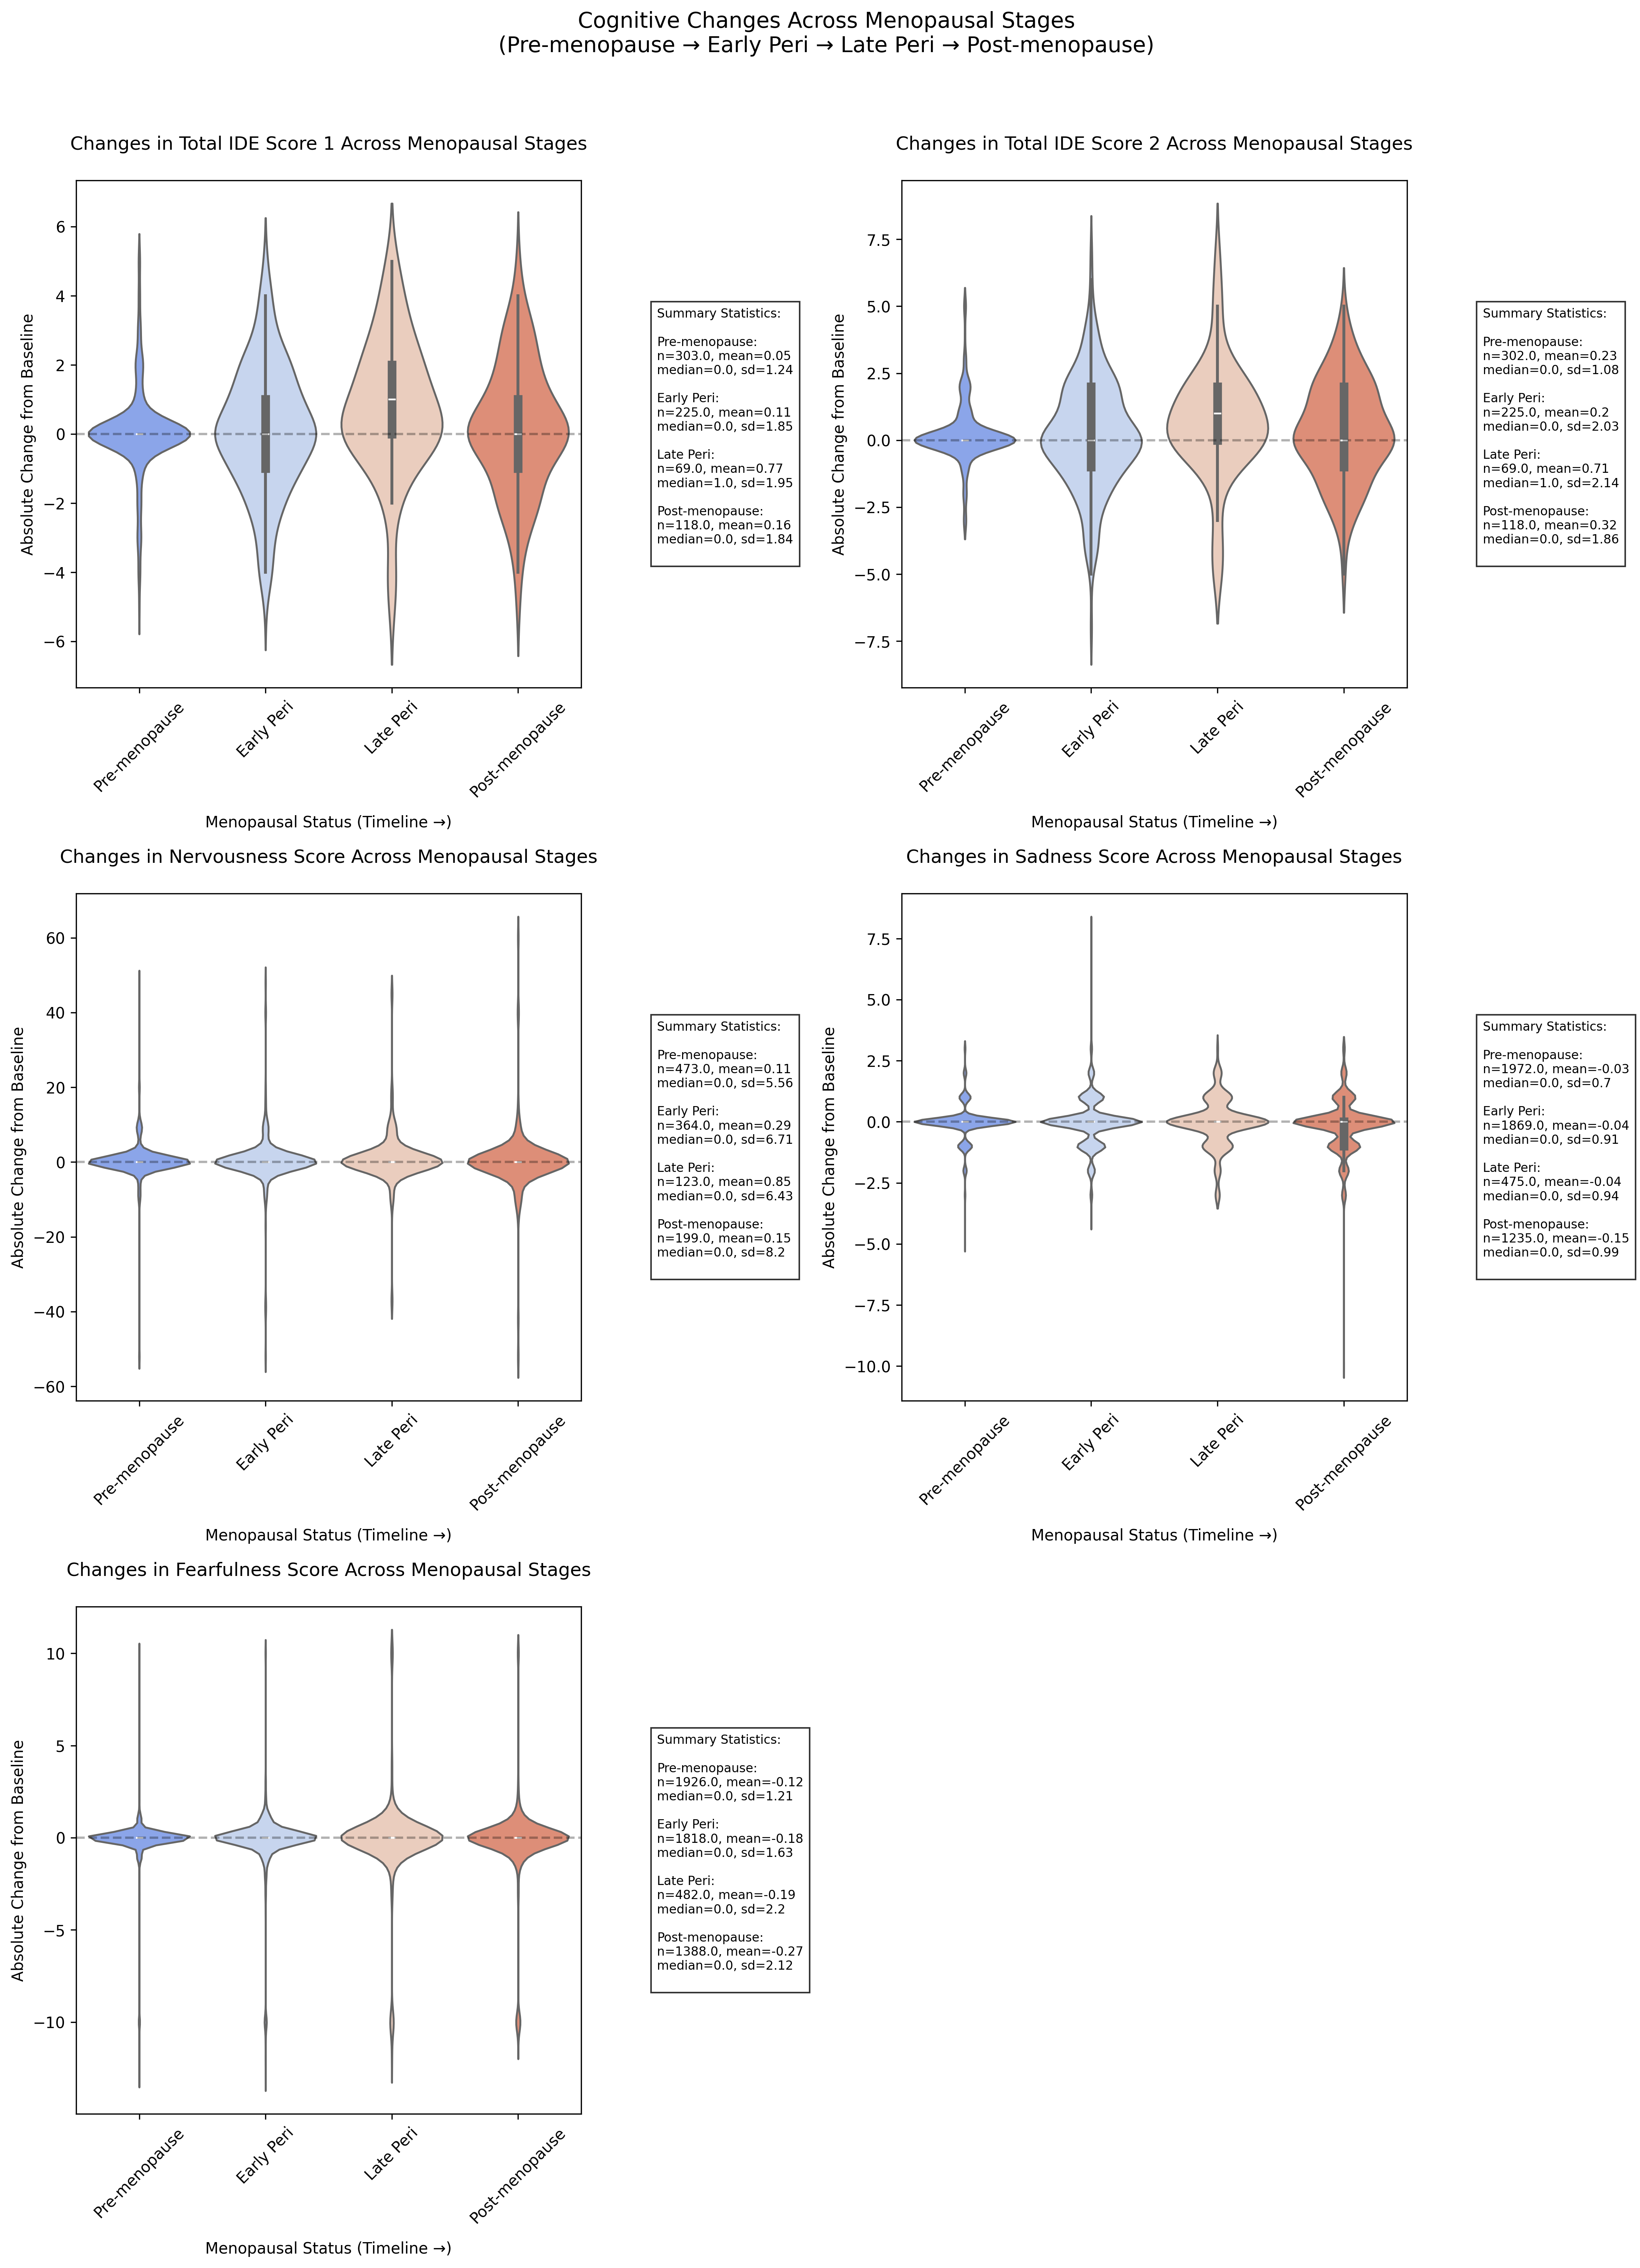 Cognitive Changes Across Menopausal Stages
(Pre-menopause → Early Peri → Late Peri → Post-menopause)
Changes in Total IDE Score 1 Across Menopausal Stages
Absolute Change from Baseline
6
4
2
0
−2
−4
−6
Pre-menopause
Early Peri
Late Peri
Post-menopause
Menopausal Status (Timeline →)
Summary Statistics:
Pre-menopause:
n=303.0, mean=0.05
median=0.0, sd=1.24
Early Peri:
n=225.0, mean=0.11
median=0.0, sd=1.85
Late Peri:
n=69.0, mean=0.77
median=1.0, sd=1.95
Post-menopause:
n=118.0, mean=0.16
median=0.0, sd=1.84
Changes in Total IDE Score 2 Across Menopausal Stages
Absolute Change from Baseline
7.5
5.0
2.5
0.0
−2.5
−5.0
−7.5
Pre-menopause
Early Peri
Late Peri
Post-menopause
Menopausal Status (Timeline →)
Summary Statistics:
Pre-menopause:
n=302.0, mean=0.23
median=0.0, sd=1.08
Early Peri:
n=225.0, mean=0.2
median=0.0, sd=2.03
Late Peri:
n=69.0, mean=0.71
median=1.0, sd=2.14
Post-menopause:
n=118.0, mean=0.32
median=0.0, sd=1.86
Changes in Nervousness Score Across Menopausal Stages
Absolute Change from Baseline
60
40
20
0
−20
−40
−60
Pre-menopause
Early Peri
Late Peri
Post-menopause
Menopausal Status (Timeline →)
Summary Statistics:
Pre-menopause:
n=473.0, mean=0.11
median=0.0, sd=5.56
Early Peri:
n=364.0, mean=0.29
median=0.0, sd=6.71
Late Peri:
n=123.0, mean=0.85
median=0.0, sd=6.43
Post-menopause:
n=199.0, mean=0.15
median=0.0, sd=8.2
Changes in Sadness Score Across Menopausal Stages
Absolute Change from Baseline
7.5
5.0
2.5
0.0
−2.5
−5.0
−7.5
−10.0
Pre-menopause
Early Peri
Late Peri
Post-menopause
Menopausal Status (Timeline →)
Summary Statistics:
Pre-menopause:
n=1972.0, mean=-0.03
median=0.0, sd=0.7
Early Peri:
n=1869.0, mean=-0.04
median=0.0, sd=0.91
Late Peri:
n=475.0, mean=-0.04
median=0.0, sd=0.94
Post-menopause:
n=1235.0, mean=-0.15
median=0.0, sd=0.99
Changes in Fearfulness Score Across Menopausal Stages
Absolute Change from Baseline
10
5
0
−5
−10
Pre-menopause
Early Peri
Late Peri
Post-menopause
Menopausal Status (Timeline →)
Summary Statistics:
Pre-menopause:
n=1926.0, mean=-0.12
median=0.0, sd=1.21
Early Peri:
n=1818.0, mean=-0.18
median=0.0, sd=1.63
Late Peri:
n=482.0, mean=-0.19
median=0.0, sd=2.2
Post-menopause:
n=1388.0, mean=-0.27
median=0.0, sd=2.12